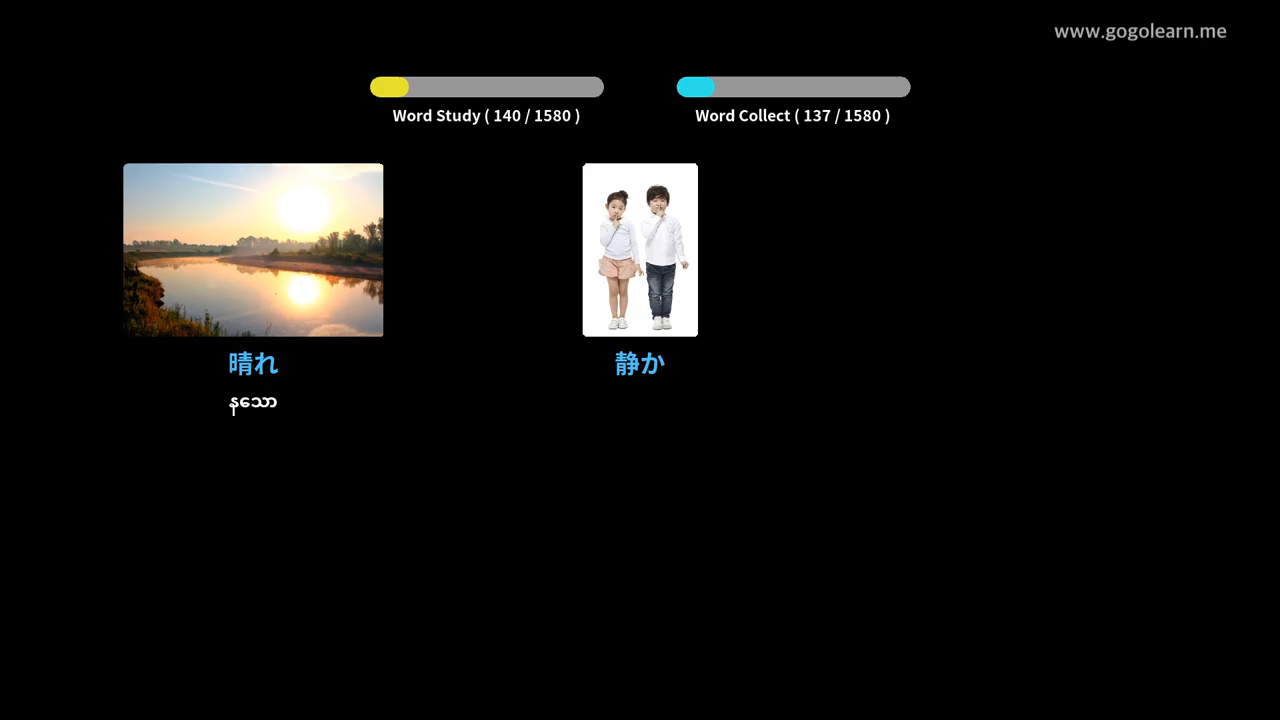 www.gogolearn.me
Word Study ( 140 / 1580 )
Word Collect ( 137 / 1580 )
晴れ
静か
နသော